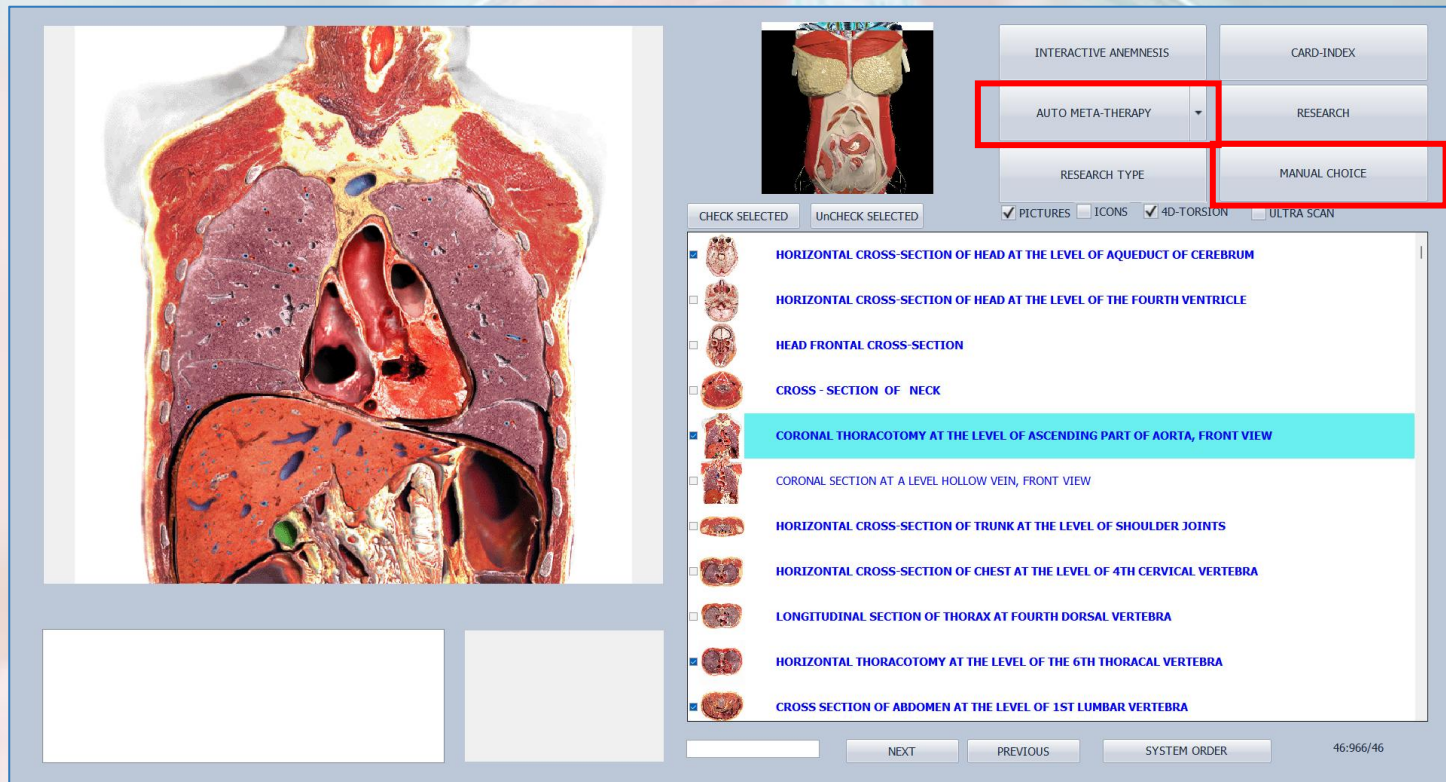 INTERACTIVE ANEMNESIS
CARD-INDEX
AUTO META-THERAPY
RESEARCH
RESEARCH TYPE
MANUAL CHOICE
CHECK SELECTED
UnCHECK SELECTED
PICTURES
ICONS
4D-TORSION
ULTRA SCAN
HORIZONTAL CROSS-SECTION OF HEAD AT THE LEVEL OF AQUEDUCT OF CEREBRUM
HORIZONTAL CROSS-SECTION OF HEAD AT THE LEVEL OF THE FOURTH VENTRICLE
HEAD FRONTAL CROSS-SECTION
CROSS - SECTION OF NECK
CORONAL THORACOTOMY AT THE LEVEL OF ASCENDING PART OF AORTA, FRONT VIEW
CORONAL SECTION AT A LEVEL HOLLOW VEIN, FRONT VIEW
HORIZONTAL CROSS-SECTION OF TRUNK AT THE LEVEL OF SHOULDER JOINTS
HORIZONTAL CROSS-SECTION OF CHEST AT THE LEVEL OF 4TH CERVICAL VERTEBRA
LONGITUDINAL SECTION OF THORAX AT FOURTH DORSAL VERTEBRA
HORIZONTAL THORACOTOMY AT THE LEVEL OF THE 6TH THORACAL VERTEBRA
CROSS SECTION OF ABDOMEN AT THE LEVEL OF 1ST LUMBAR VERTEBRA
NEXT
PREVIOUS
SYSTEM ORDER
46:966/46